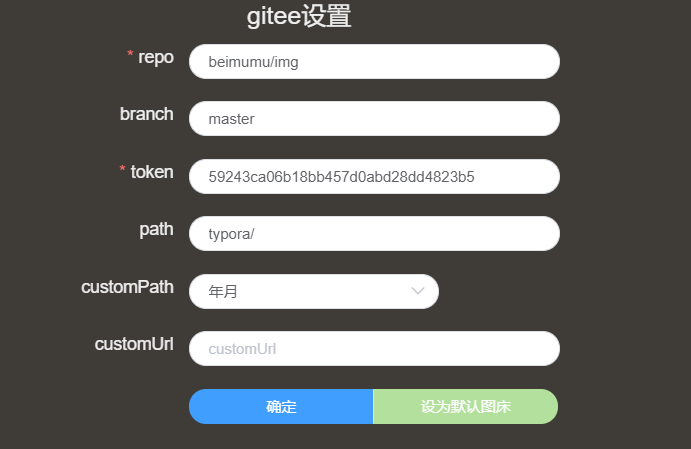 gitee设置
* repo beimumu/img
branch master
* token 59243ca06b18bb457d0abd28dd4823b5
path typora/
customPath 年月
customUrl customUrl
确定 设为默认图床